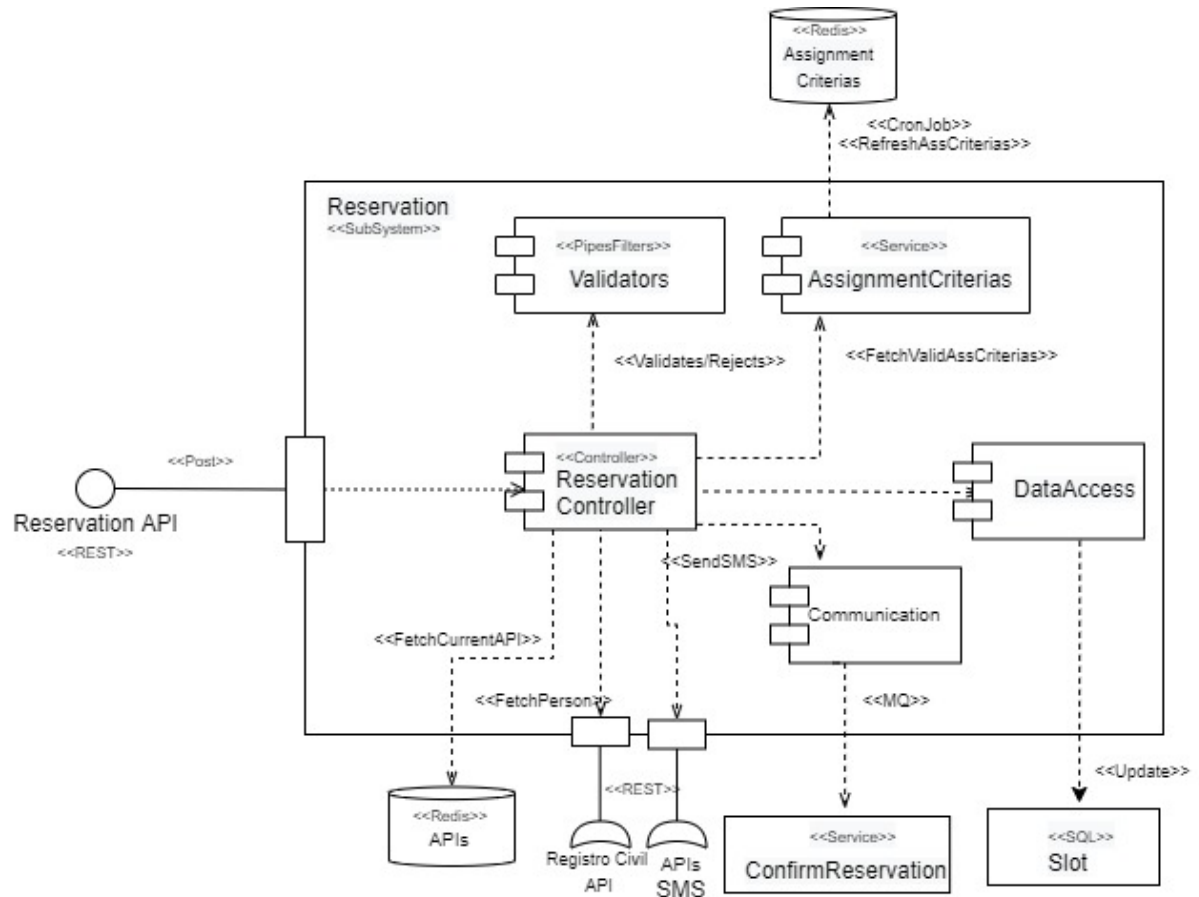 <<Redis>>
Assignment
Criterias
<<CronJob>>
<<RefreshAssCriterias>>
Reservation
<<SubSystem>>
<<PipesFilters>>
Validators
<<Service>>
AssignmentCriterias
<<Validates/Rejects>>
<<FetchValidAssCriterias>>
<<Post>>
Reservation API
<<REST>>
<<Controller>>
Reservation
Controller
DataAccess
<<SendSMS>>
Communication
<<FetchCurrentAPI>>
<<FetchPerson>>
<<MQ>>
<<Update>>
<<REST>>
<<Redis>>
APIs
Registro Civil
API
APIs
SMS
<<Service>>
ConfirmReservation
<<SQL>>
Slot